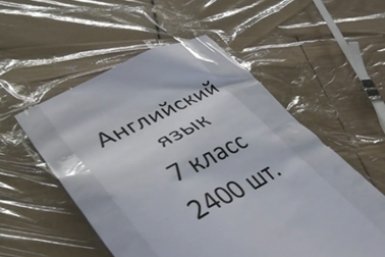 Английский
язык
7 класс
2400 шт.